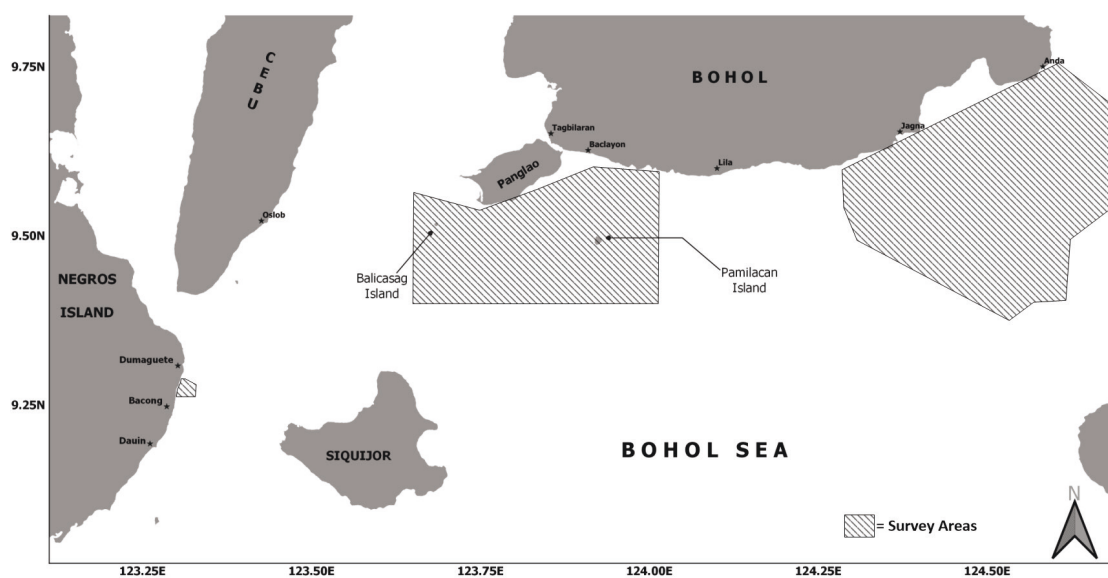 9.75N
9.50N
9.25N
CEBU
BOHOL
Anda
Jagna
Tagbilaran
Baclayon
Lila
Panglao
Oslob
Balicasag
Island
Pamilacan
Island
NEGROS
ISLAND
Dumaguete
Bacong
Dauin
SIQUIJOR
BOHOL SEA
N
= Survey Areas
123.25E
123.50E
123.75E
124.00E
124.25E
124.50E